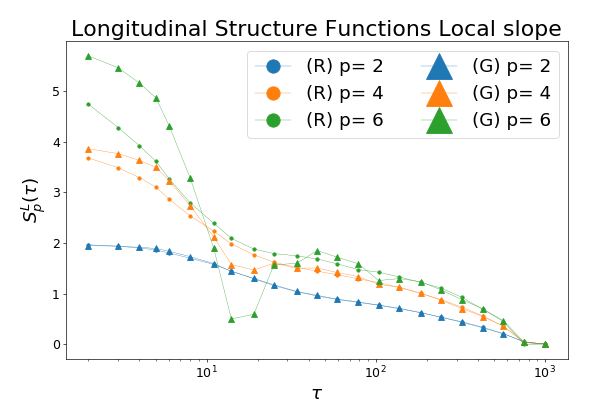 Longitudinal Structure Functions Local slope
(R) p= 2 (G) p= 2
(R) p= 4 (G) p= 4
(R) p= 6 (G) p= 6
S_p^L(τ)
5
4
3
2
1
0
10^1 10^2 10^3
τ